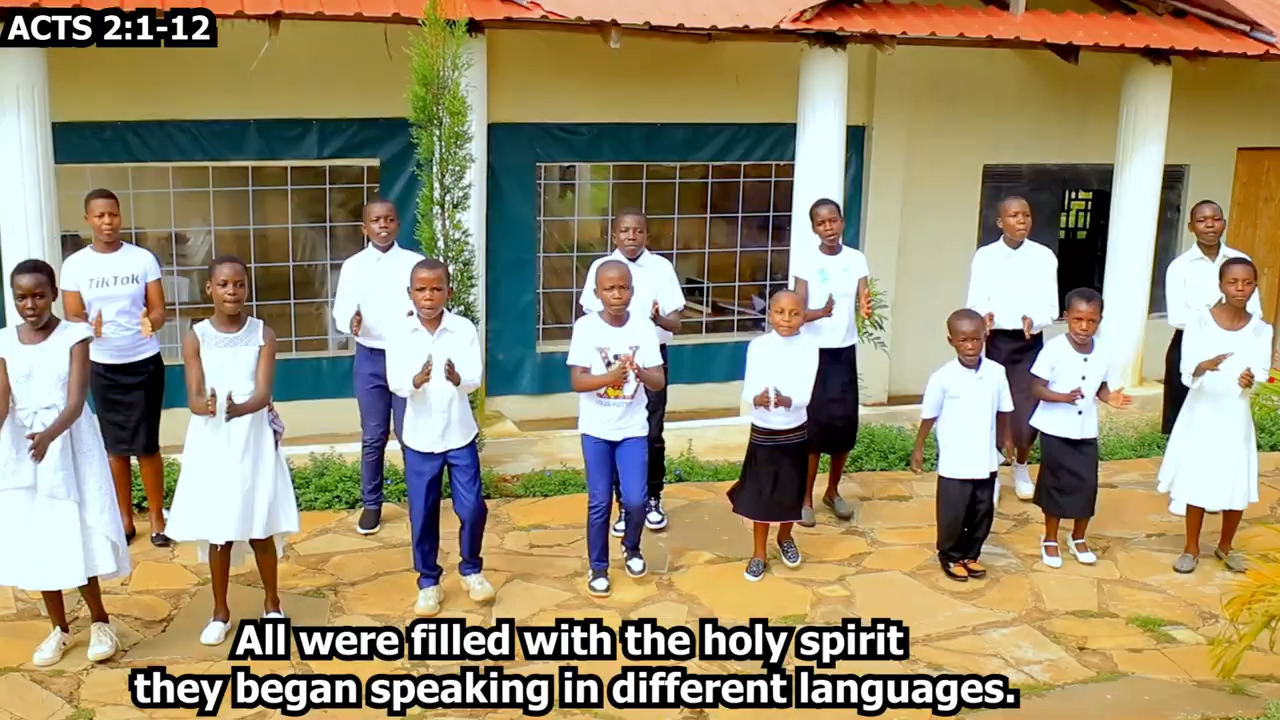 ACTS 2:1-12
TikTok
All were filled with the holy spirit
they began speaking in different languages.